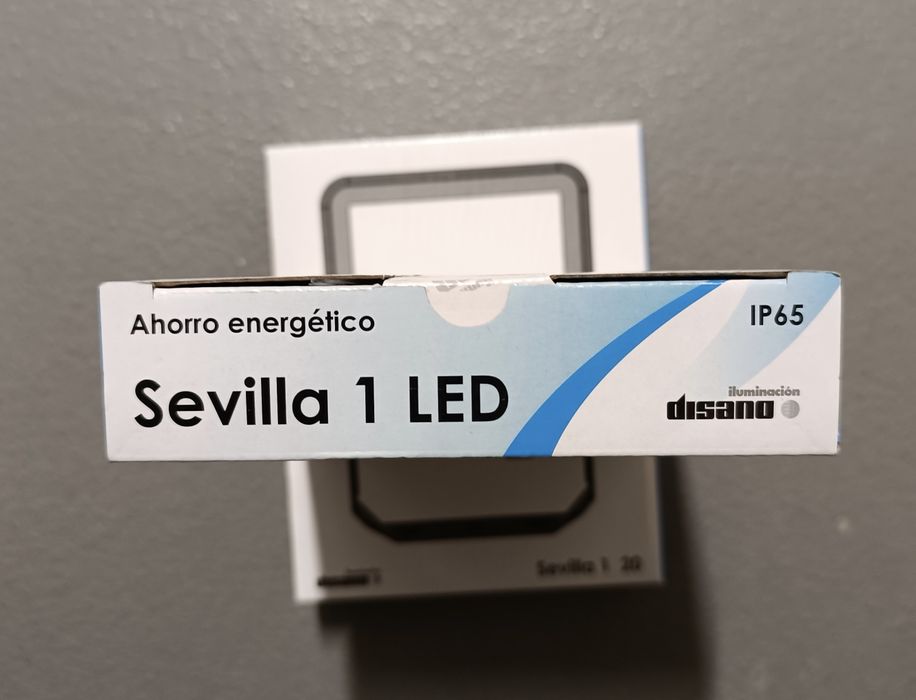 Ahorro energético
IP65
Sevilla 1 LED
iluminación
disano
Sevilla 1 20